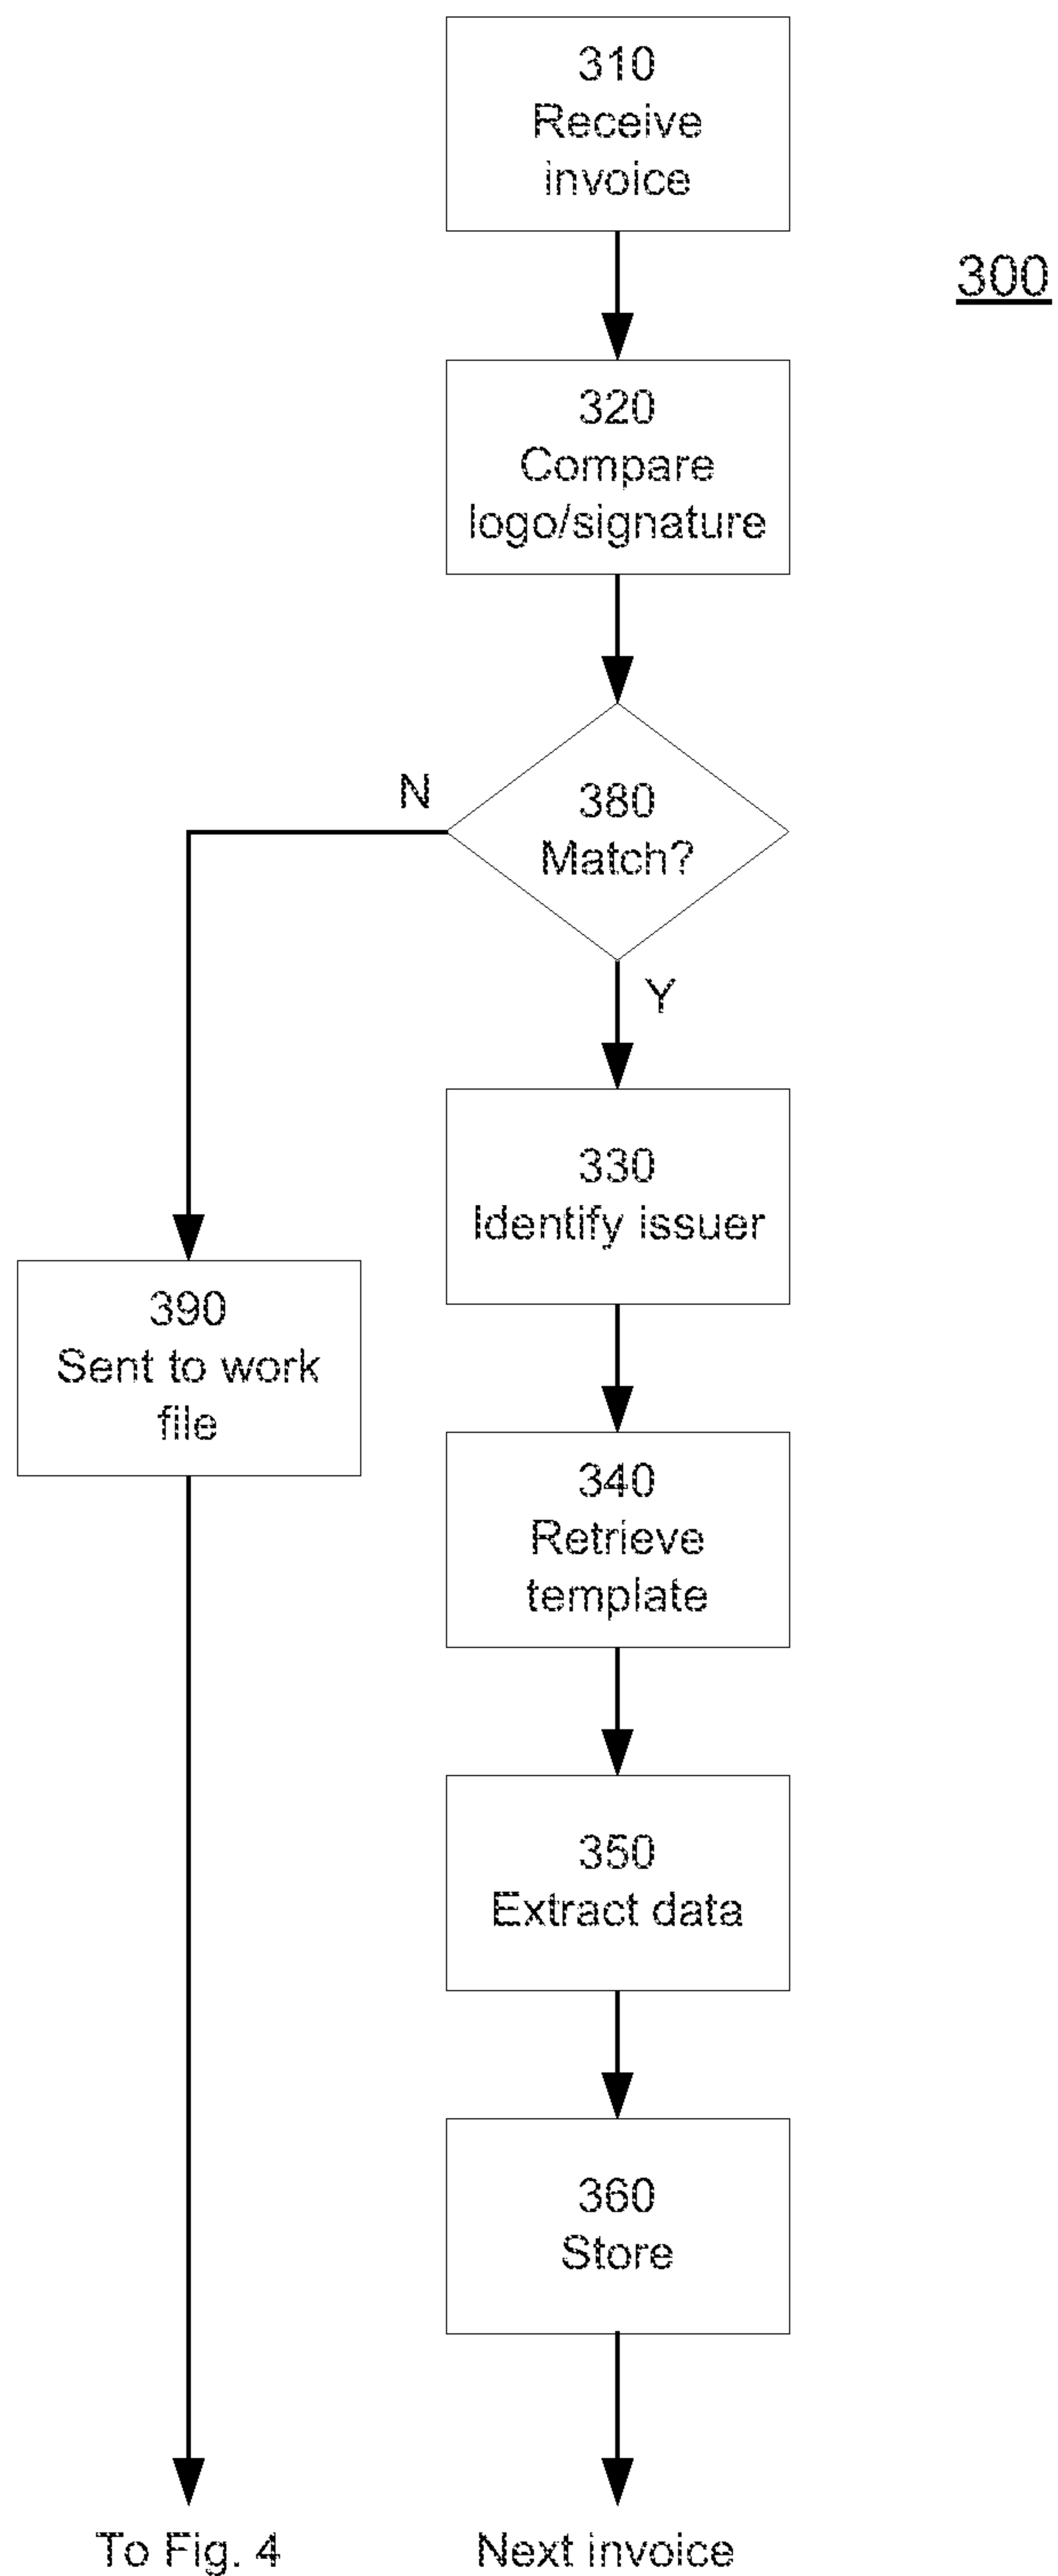 310
Receive
invoice
300
320
Compare
logo/signature
N
380
Match?
Y
330
Identify issuer
390
Sent to work
file
340
Retrieve
template
350
Extract data
360
Store
To Fig. 4
Next invoice